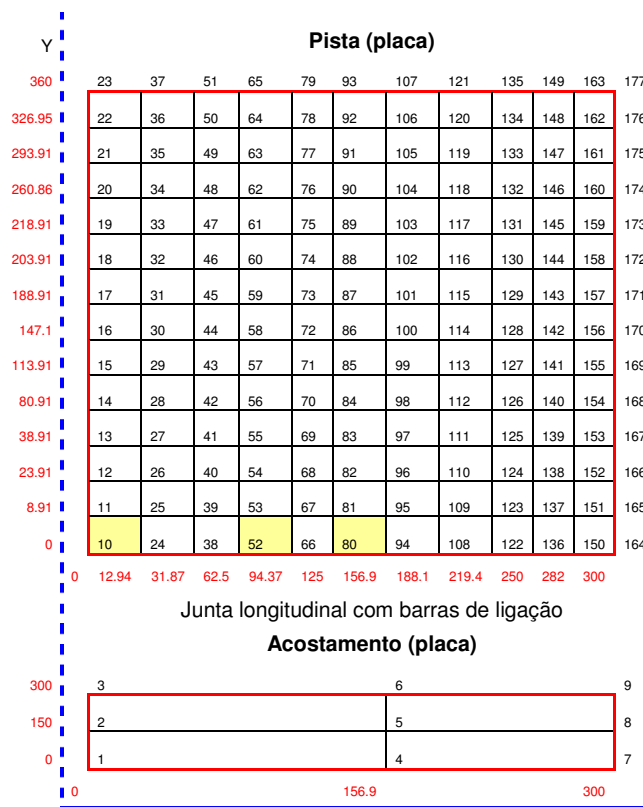 Pista (placa)
Y
360 23 37 51 65 79 93 107 121 135 149 163 177
326.95 22 36 50 64 78 92 106 120 134 148 162 176
293.91 21 35 49 63 77 91 105 119 133 147 161 175
260.86 20 34 48 62 76 90 104 118 132 146 160 174
218.91 19 33 47 61 75 89 103 117 131 145 159 173
203.91 18 32 46 60 74 88 102 116 130 144 158 172
188.91 17 31 45 59 73 87 101 115 129 143 157 171
147.1 16 30 44 58 72 86 100 114 128 142 156 170
113.91 15 29 43 57 71 85 99 113 127 141 155 169
80.91 14 28 42 56 70 84 98 112 126 140 154 168
38.91 13 27 41 55 69 83 97 111 125 139 153 167
23.91 12 26 40 54 68 82 96 110 124 138 152 166
8.91 11 25 39 53 67 81 95 109 123 137 151 165
0 10 24 38 52 66 80 94 108 122 136 150 164
0 12.94 31.87 62.5 94.37 125 156.9 188.1 219.4 250 282 300
Junta longitudinal com barras de ligação
Acostamento (placa)
300 3 6 9
150 2 5 8
0 1 4 7
0 156.9 300